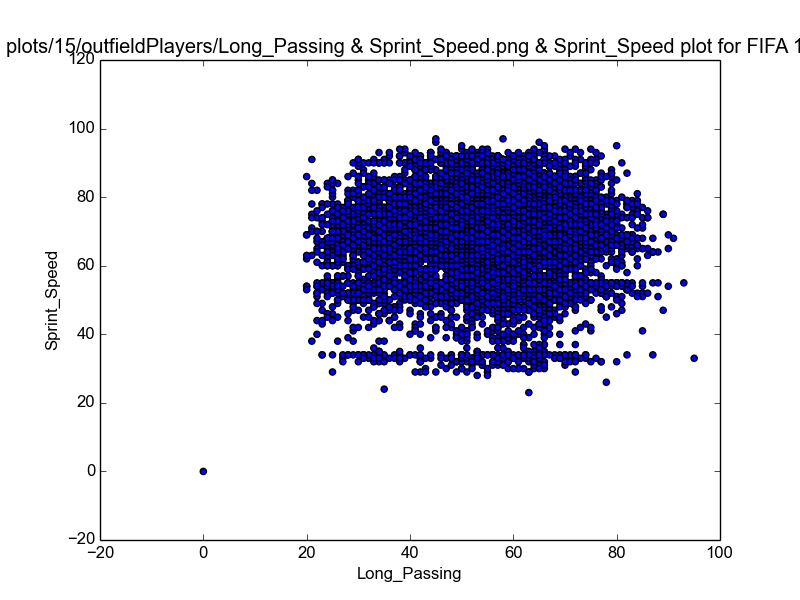 plots/15/outfieldPlayers/Long_Passing & Sprint_Speed.png & Sprint_Speed plot for FIFA 1
120
100
80
60
40
20
0
−20
Sprint_Speed
−20 0 20 40 60 80 100
Long_Passing